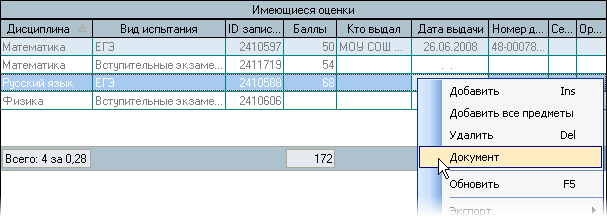 Имеющиеся оценки
Дисциплина Вид испытания ID запис... Баллы Кто выдал Дата выдачи Номер д... Се... Ор...
Математика ЕГЭ 2410597 50 МОУ СОШ ... 26.06.2008 48-00078...
Математика Вступительные экзаме... 2411719 54 . .
Русский язык ЕГЭ 2410588 68
Физика Вступительные экзаме... 2410606
Добавить Ins
Добавить все предметы
Удалить Del
Документ
Обновить F5
Экспорт
Всего: 4 за 0,28 172